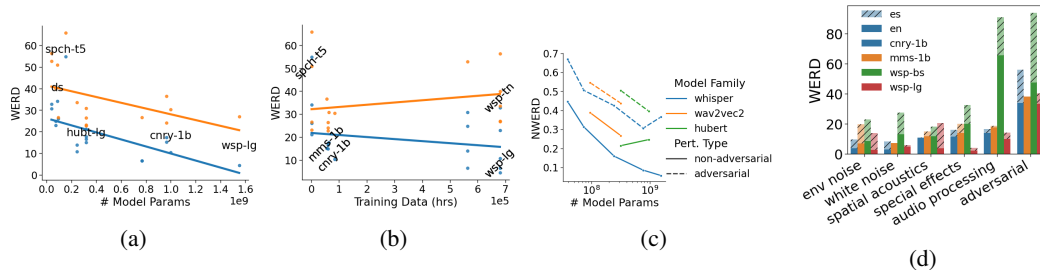 WERD
60
50
40
30
20
10
spch-t5
ds
hubt-lg
cnry-1b
wsp-lg
0.0 0.2 0.4 0.6 0.8 1.0 1.2 1.4 1.6
# Model Params 1e9
(a)
WERD
60
50
40
30
20
10
spch-t5
mms-1b
cnry-1b
wsp-tn
wsp-lg
0 1 2 3 4 5 6 7
Training Data (hrs) 1e5
(b)
NWERD
0.7
0.6
0.5
0.4
0.3
0.2
0.1
10⁸ 10⁹
# Model Params
Model Family
whisper
wav2vec2
hubert
Pert. Type
non-adversarial
adversarial
(c)
WERD
80
60
40
20
0
es
en
cnry-1b
mms-1b
wsp-bs
wsp-lg
env noise
white noise
spatial acoustics
special effects
audio processing
adversarial
(d)